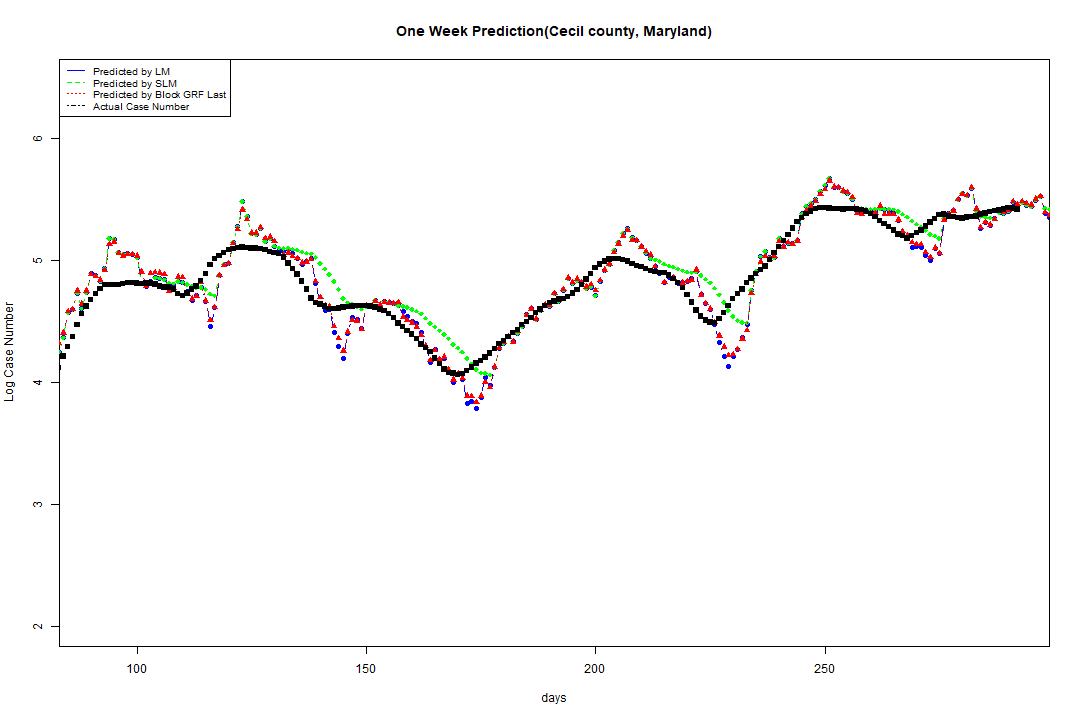 One Week Prediction(Cecil county, Maryland)
Predicted by LM
Predicted by SLM
Predicted by Block GRF Last
Actual Case Number
Log Case Number
6
5
4
3
2
100 150 200 250
days